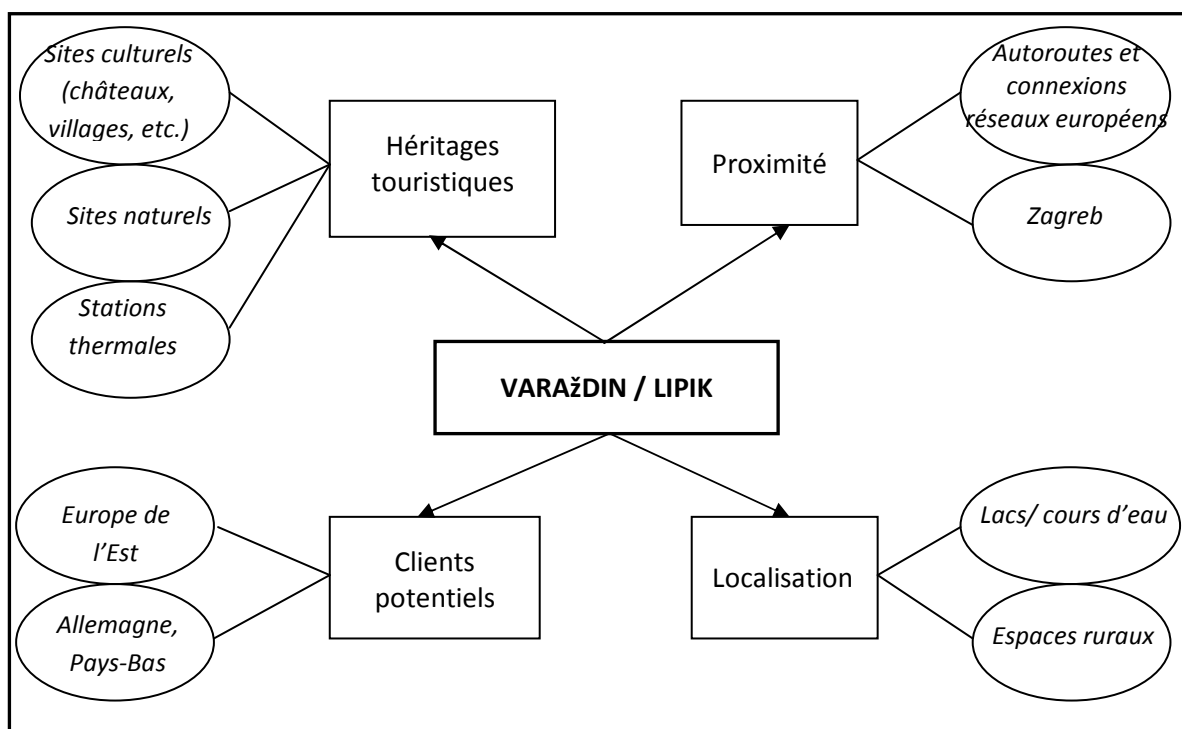 Sites culturels
(châteaux,
villages, etc.)
Sites naturels
Stations
thermales
Héritages
touristiques
Proximité
Autoroutes et
connexions
réseaux européens
Zagreb
VARAžDIN / LIPIK
Europe de
l'Est
Allemagne,
Pays-Bas
Clients
potentiels
Localisation
Lacs/ cours d'eau
Espaces ruraux